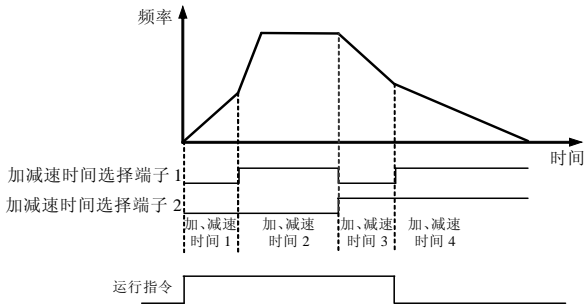 频率
时间
加减速时间选择端子 1
加减速时间选择端子 2
加、减速
时间 1
加、减速
时间 2
加、减速
时间 3
加、减速
时间 4
运行指令